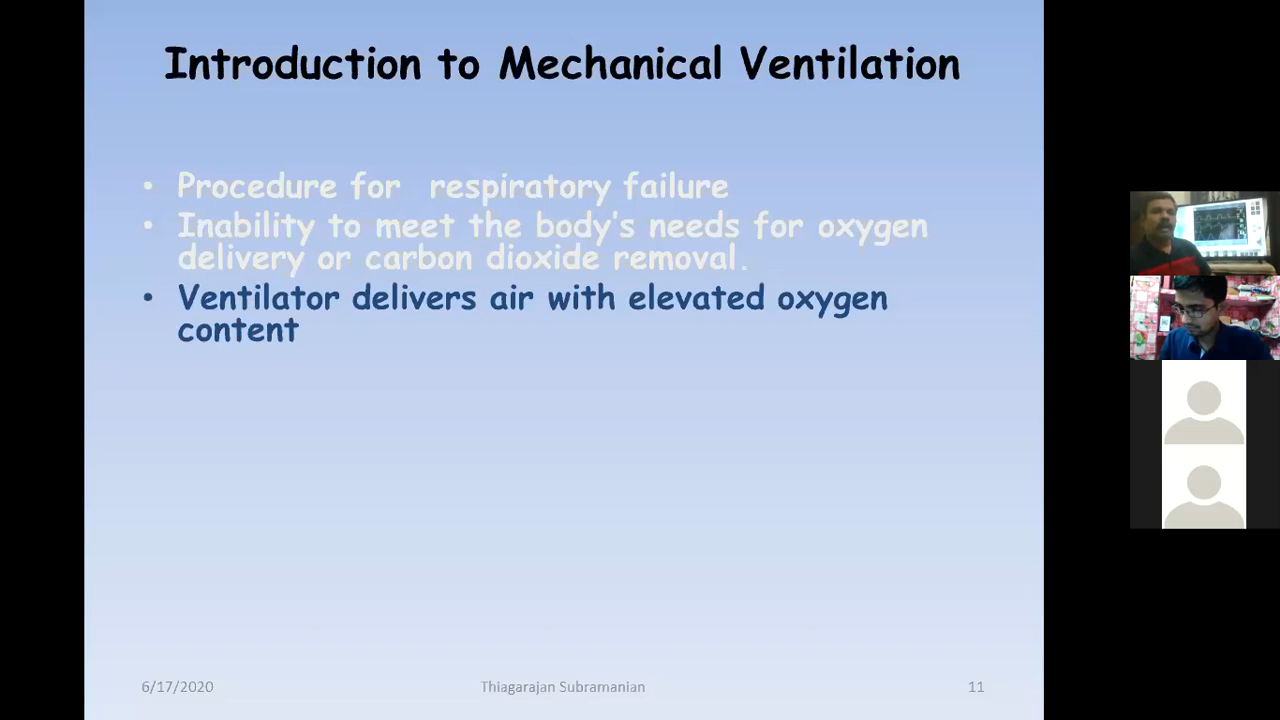 Introduction to Mechanical Ventilation
• Procedure for respiratory failure
• Inability to meet the body's needs for oxygen
delivery or carbon dioxide removal.
• Ventilator delivers air with elevated oxygen
content
6/17/2020
Thiagarajan Subramanian
11